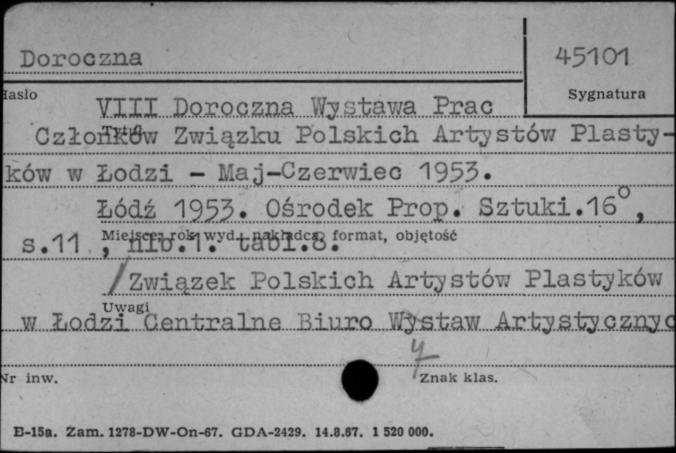 Doroczna
45101
Hasło
Sygnatura
VIII Doroczna Wystawa Prac
Tytuł
Członków Związku Polskich Artystów Plasty-
ków w Łodzi - Maj-Czerwiec 1953.
Łódź 1953. Ośrodek Prop. Sztuki.16°,
Miejsce, rok wyd., nakładca, format, objętość
s.11 , nlb.1. tabl.8.
/Związek Polskich Artystów Plastyków
Uwagi
w Łodzi Centralne Biuro Wystaw Artystycznyc
Nr inw.
Znak klas.
E-15a. Zam. 1278-DW-On-67. GDA-2429. 14.8.67. 1 520 000.